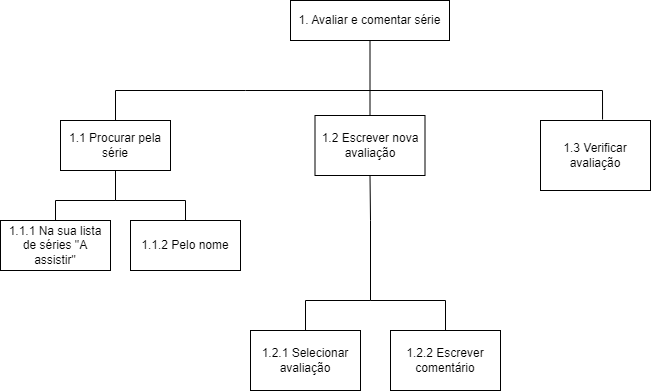 1. Avaliar e comentar série
1.1 Procurar pela
série
1.2 Escrever nova
avaliação
1.3 Verificar
avaliação
1.1.1 Na sua lista
de séries "A
assistir"
1.1.2 Pelo nome
1.2.1 Selecionar
avaliação
1.2.2 Escrever
comentário